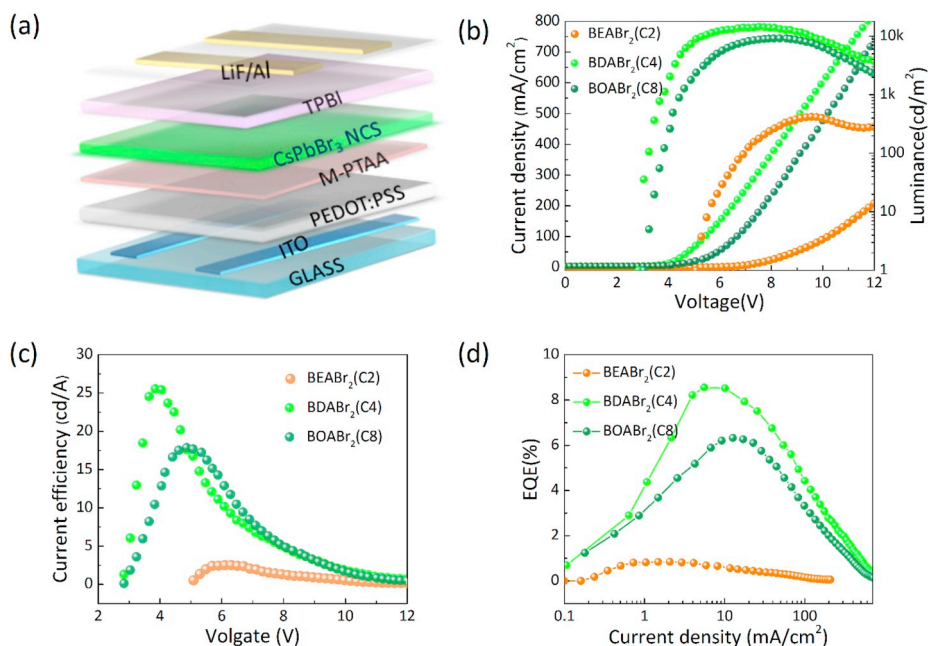 (a)
LiF/Al
TPBI
CsPbBr₃ NCS
M-PTAA
PEDOT:PSS
ITO
GLASS
(b)
800
700
600
500
400
300
200
100
0
Current density (mA/cm²)
BEABr₂(C2)
BDABr₂(C4)
BOABr₂(C8)
10k
1k
100
10
1
Luminance(cd/m²)
0 2 4 6 8 10 12
Voltage(V)
(c)
30
25
20
15
10
5
0
Current efficiency (cd/A)
BEABr₂(C2)
BDABr₂(C4)
BOABr₂(C8)
2 4 6 8 10 12
Volgate (V)
(d)
10
8
6
4
2
0
EQE(%)
BEABr₂(C2)
BDABr₂(C4)
BOABr₂(C8)
0.1 1 10 100
Current density (mA/cm²)